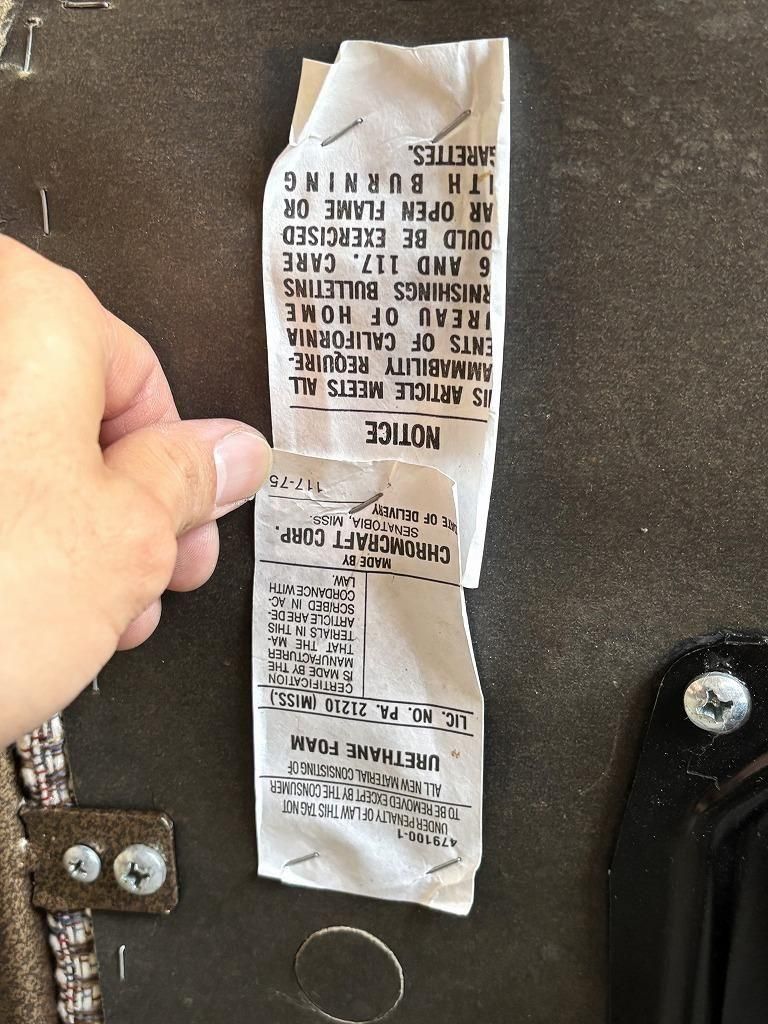 479100-1
UNDER PENALTY OF LAW THIS TAG NOT
TO BE REMOVED EXCEPT BY THE CONSUMER
ALL NEW MATERIAL CONSISTING OF
URETHANE FOAM
LIC. NO. PA. 21210 (MISS.)
CERTIFICATION
IS MADE BY THE
MANUFACTURER
THAT THE MA-
TERIALS IN THIS
ARTICLE ARE DE-
SCRIBED IN AC-
CORDANCE WITH
LAW.
MADE BY
CHROMCRAFT CORP.
SENATOBIA, MISS.
ATE OF DELIVERY
117-75
NOTICE
IS ARTICLE MEETS ALL
AMMABILITY REQUIRE-
ENTS OF CALIFORNIA
REAU OF HOME
RNISHINGS BULLETINS
6 AND 117. CARE
OULD BE EXERCISED
AR OPEN FLAME OR
ITH BURNING
GARETTES.